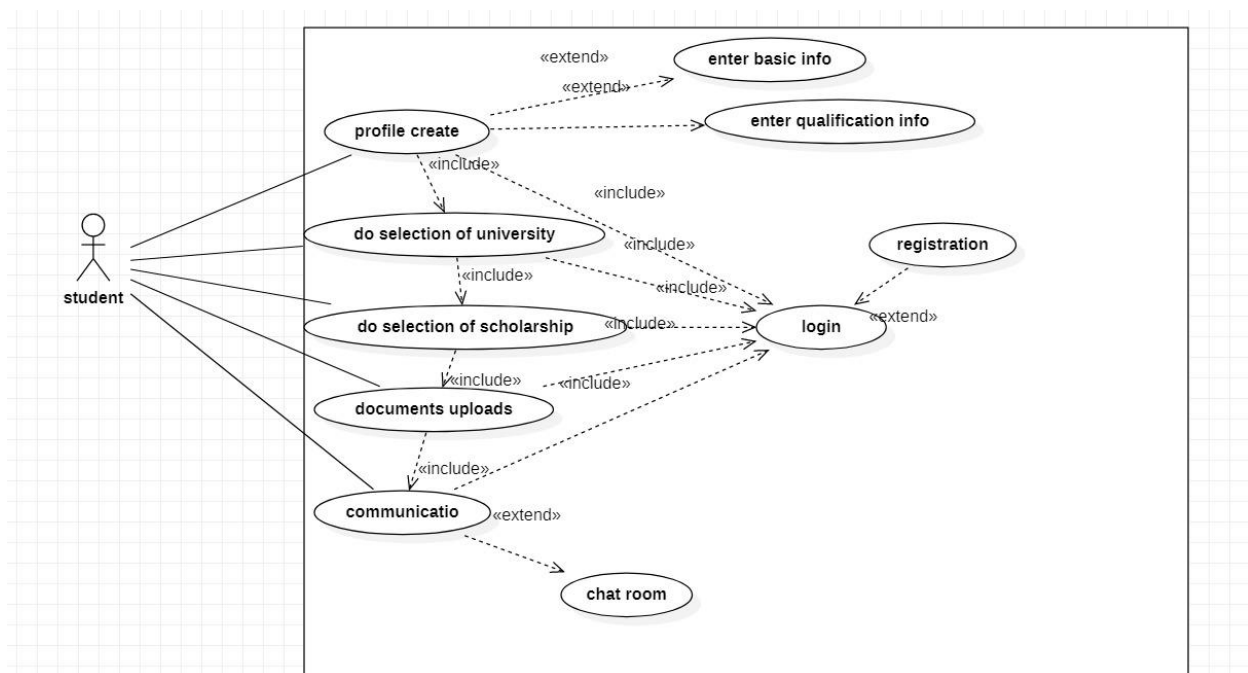 «extend»
enter basic info
«extend»
enter qualification info
profile create
«include»
«include»
do selection of university
«include»
registration
«include»
«include»
student
do selection of scholarship
«include»
login
«extend»
«include»
«include»
documents uploads
«include»
communicatio
«extend»
chat room